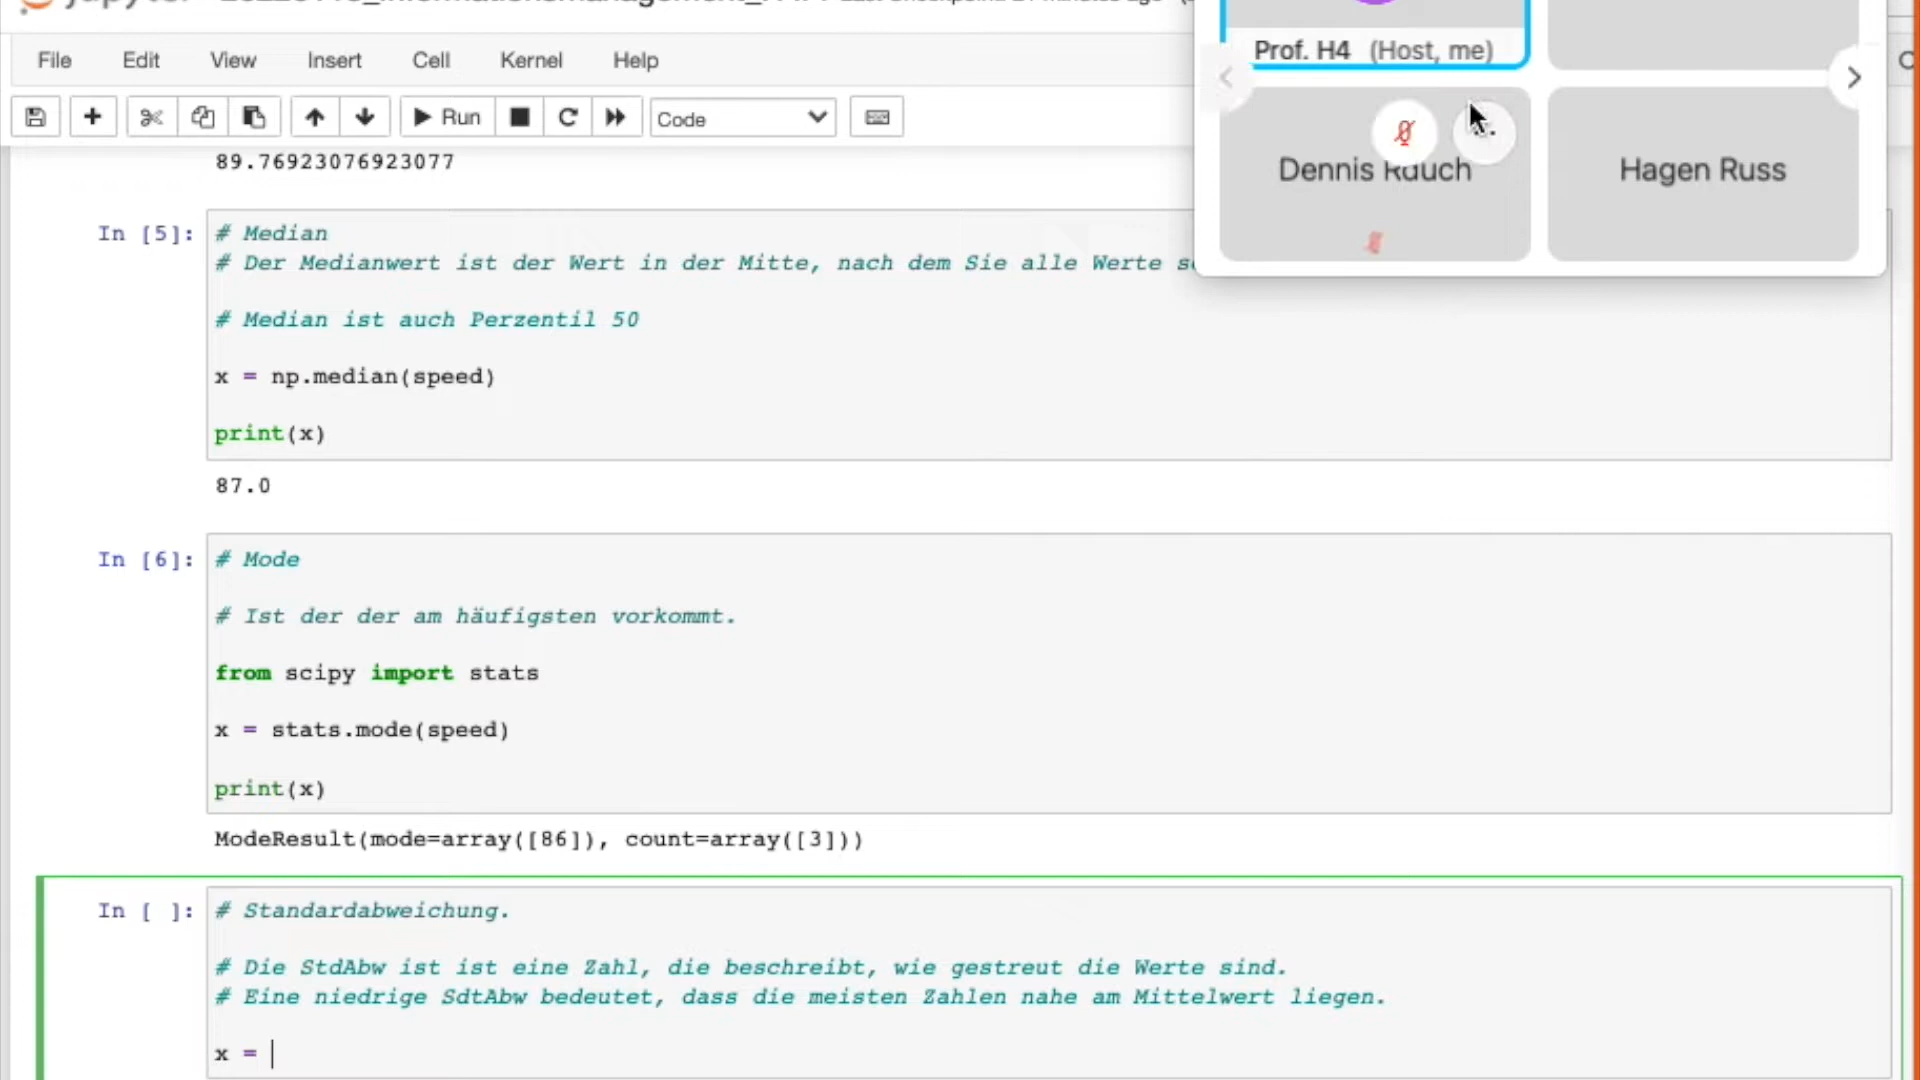 File Edit View Insert Cell Kernel Help
Prof. H4 (Host, me)
Run Code
Dennis Rauch
Hagen Russ
89.76923076923077
In [5]:
# Median
# Der Medianwert ist der Wert in der Mitte, nach dem Sie alle Werte
# Median ist auch Perzentil 50
x = np.median(speed)
print(x)
87.0
In [6]:
# Mode
# Ist der der am häufigsten vorkommt.
from scipy import stats
x = stats.mode(speed)
print(x)
ModeResult(mode=array([86]), count=array([3]))
In [ ]:
# Standardabweichung.
# Die StdAbw ist ist eine Zahl, die beschreibt, wie gestreut die Werte sind.
# Eine niedrige SdtAbw bedeutet, dass die meisten Zahlen nahe am Mittelwert liegen.
x =